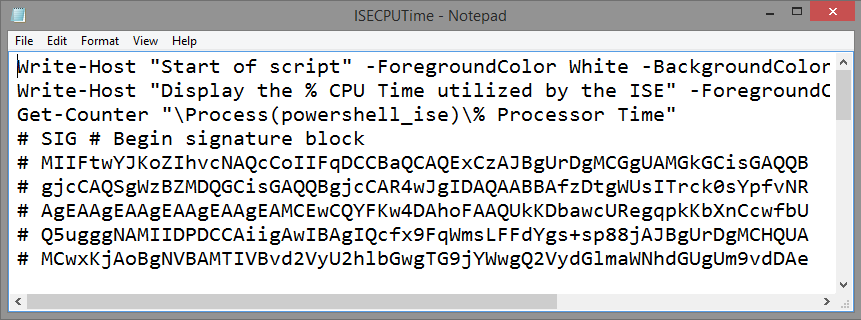 ISECPUTime - Notepad
File Edit Format View Help
Write-Host "Start of script" -ForegroundColor White -BackgroundColor
Write-Host "Display the % CPU Time utilized by the ISE" -ForegroundC
Get-Counter "\Process(powershell_ise)\% Processor Time"
# SIG # Begin signature block
# MIIFtwYJKoZIhvcNAQcCoIIFqDCCBaQCAQExCzAJBgUrDgMCGgUAMGkGCisGAQQB
# gjcCAQSgWzBZMDQGCisGAQQBgjcCAR4wJgIDAQAABBAfzDtgWUsITrck0sYpfvNR
# AgEAAgEAAgEAAgEAAgEAMCEwCQYFKw4DAhoFAAQUkKDbawcURegqpkKbXnCcwfbU
# Q5ugggNAMIIDPDCCAiigAwIBAgIQcfx9FqWmsLFFdYgs+sp88jAJBgUrDgMCHQUA
# MCwxKjAoBgNVBAMTIVBvd2VyU2hlbGwgTG9jYWwgQ2VydGlmaWNhdGUgUm9vdDAe